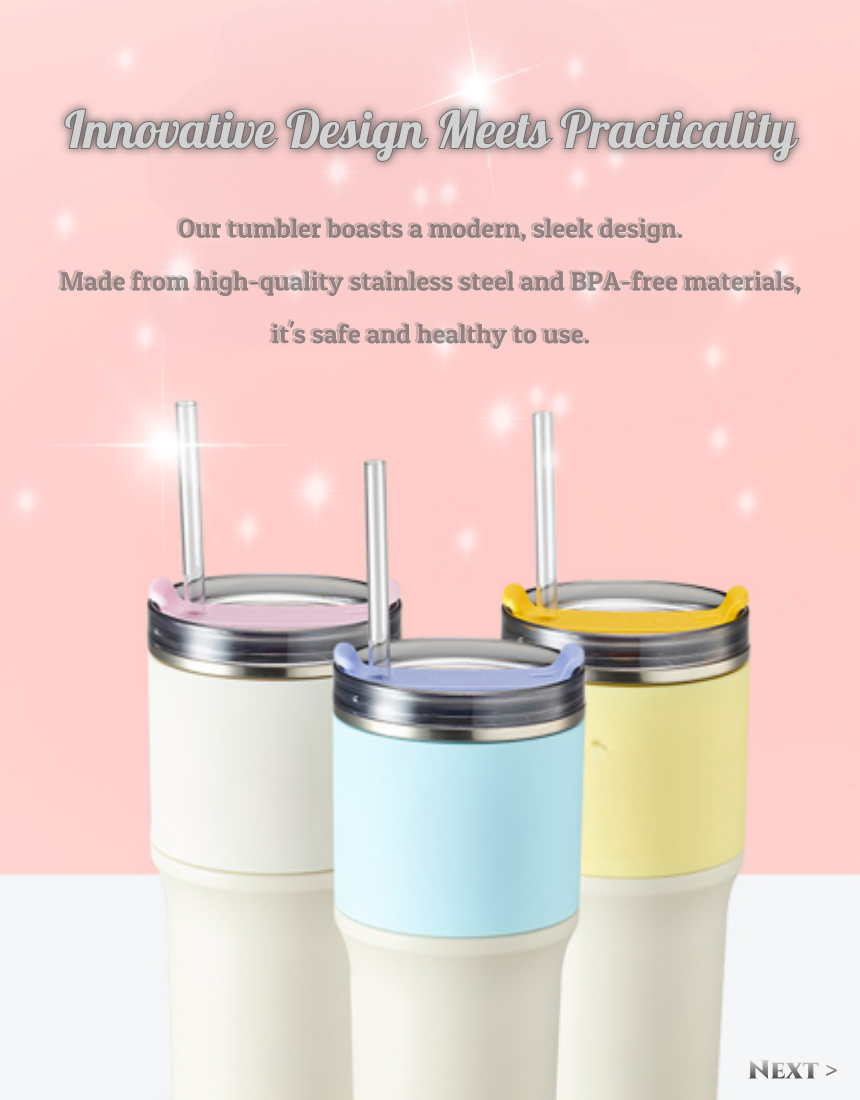 Innovative Design Meets Practicality
Our tumbler boasts a modern, sleek design.
Made from high-quality stainless steel and BPA-free materials,
it's safe and healthy to use.
Next >